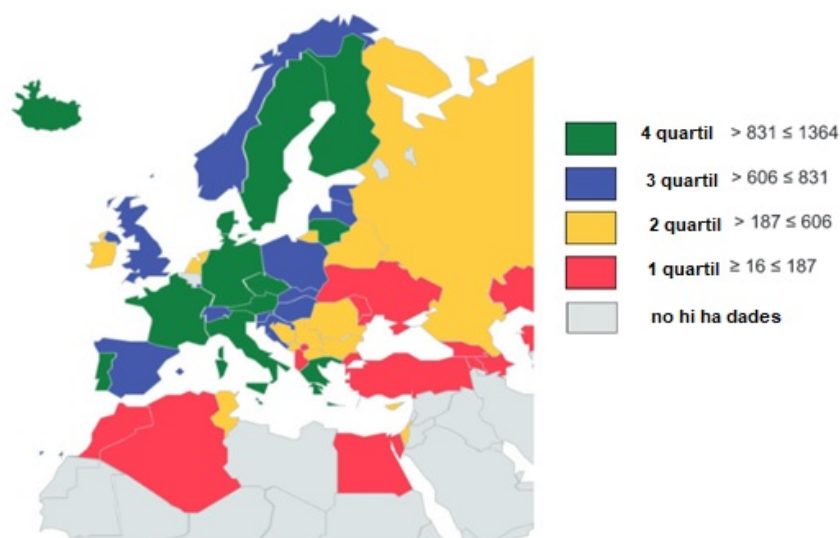 4 quartil > 831 ≤ 1364
3 quartil > 606 ≤ 831
2 quartil > 187 ≤ 606
1 quartil ≥ 16 ≤ 187
no hi ha dades